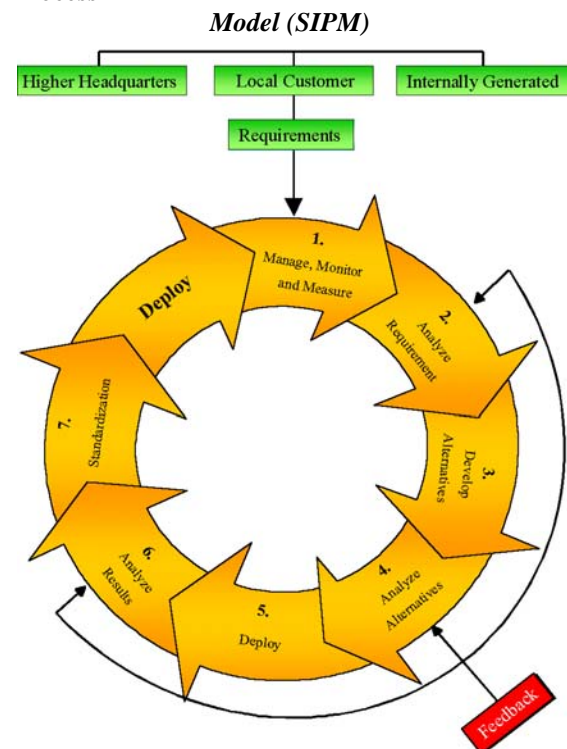 Model (SIPM)
Higher Headquarters
Local Customer
Internally Generated
Requirements
1.
Manage, Monitor
and Measure
2.
Analyze
Requirement
3.
Develop
Alternatives
4.
Analyze
Alternatives
5.
Deploy
6.
Analyze
Results
7.
Standardization
Deploy
Feedback